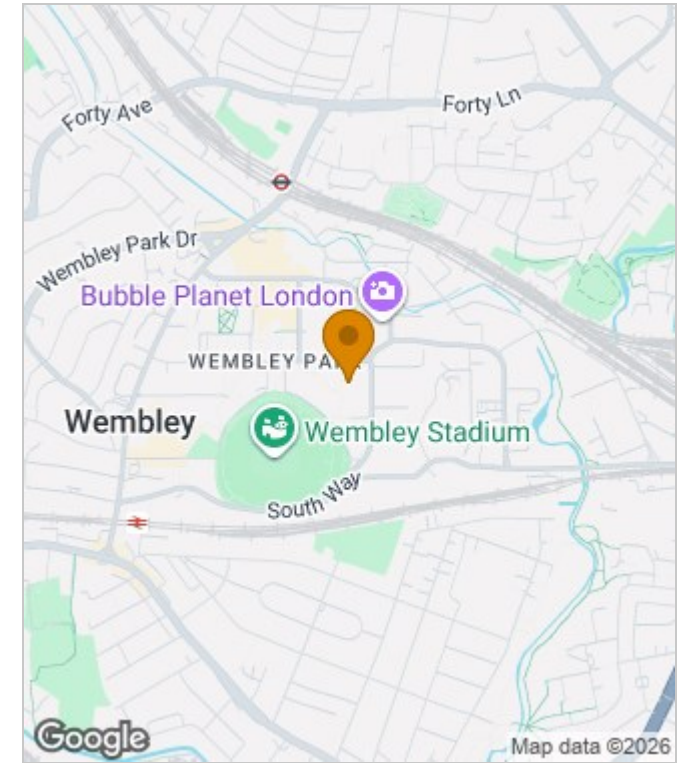 Forty Ave
Forty Ln
Wembley Park Dr
Bubble Planet London
WEMBLEY PA
Wembley
Wembley Stadium
South Way
Google
Map data ©2026